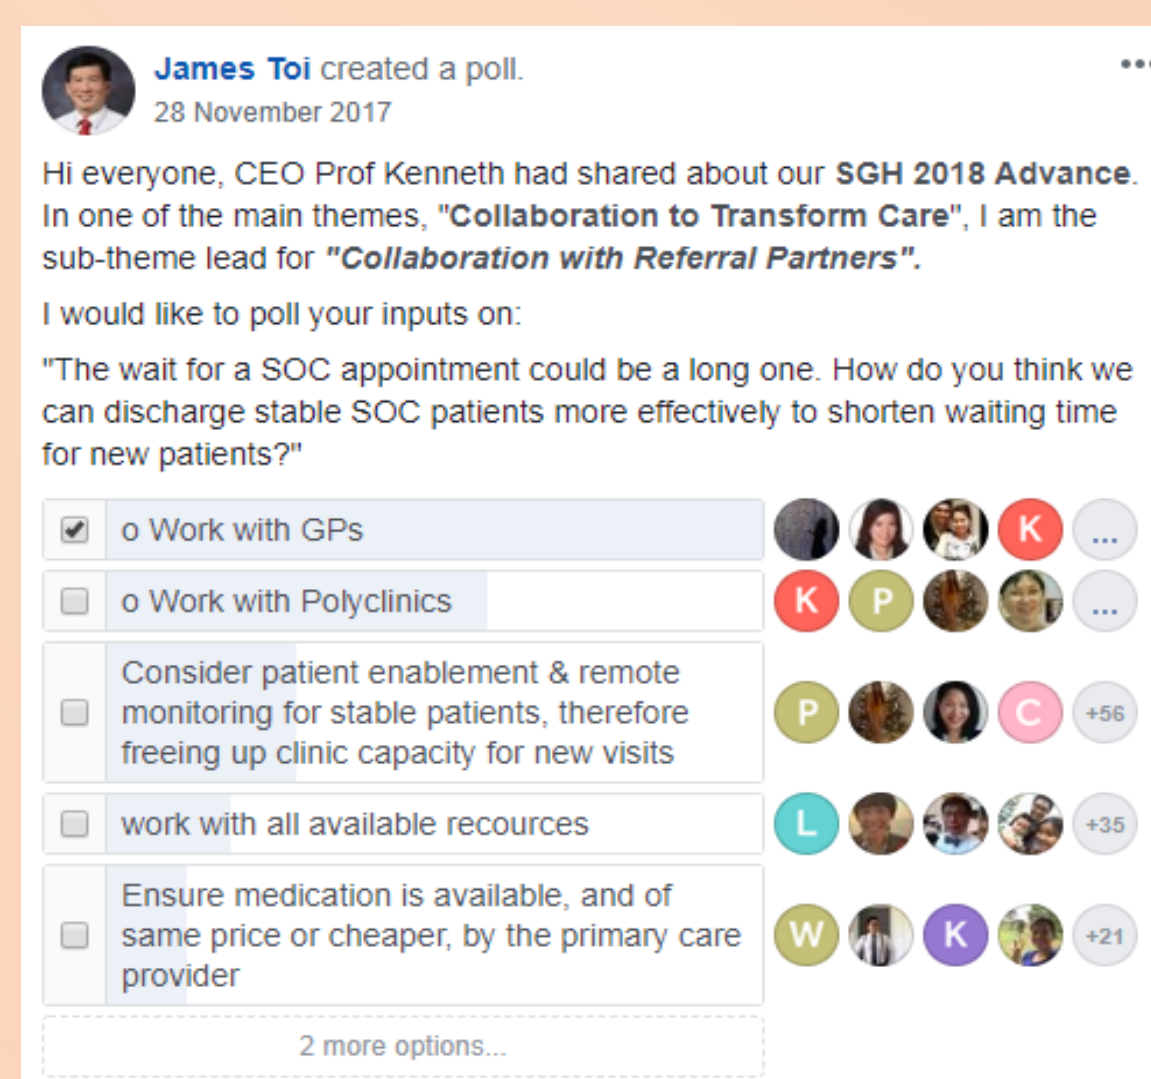 James Toi created a poll.
28 November 2017
Hi everyone, CEO Prof Kenneth had shared about our SGH 2018 Advance.
In one of the main themes, "Collaboration to Transform Care", I am the
sub-theme lead for "Collaboration with Referral Partners".
I would like to poll your inputs on:
"The wait for a SOC appointment could be a long one. How do you think we
can discharge stable SOC patients more effectively to shorten waiting time
for new patients?"
o Work with GPs
K
...
o Work with Polyclinics
K P
...
Consider patient enablement & remote
monitoring for stable patients, therefore
freeing up clinic capacity for new visits
P C +56
work with all available recources
L +35
Ensure medication is available, and of
same price or cheaper, by the primary care
provider
W K +21
2 more options...